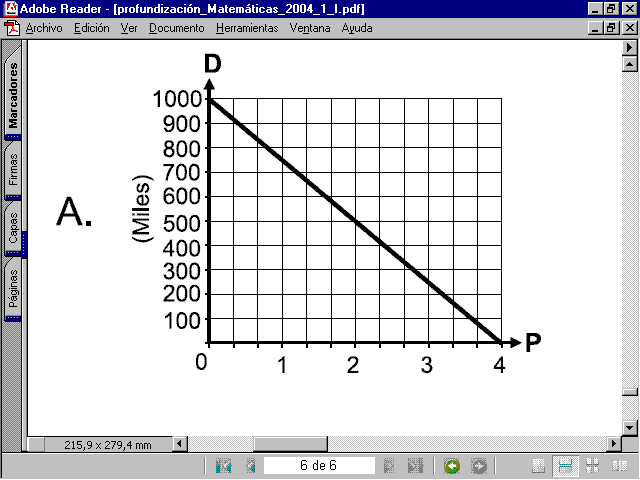 Adobe Reader - [profundización_Matemáticas_2004_1_I.pdf]
Archivo Edición Ver Documento Herramientas Ventana Ayuda
Marcadores
Firmas
Capas
Páginas
A.
D
(Miles)
1000
900
800
700
600
500
400
300
200
100
0 1 2 3 4
P
215,9 x 279,4 mm
6 de 6